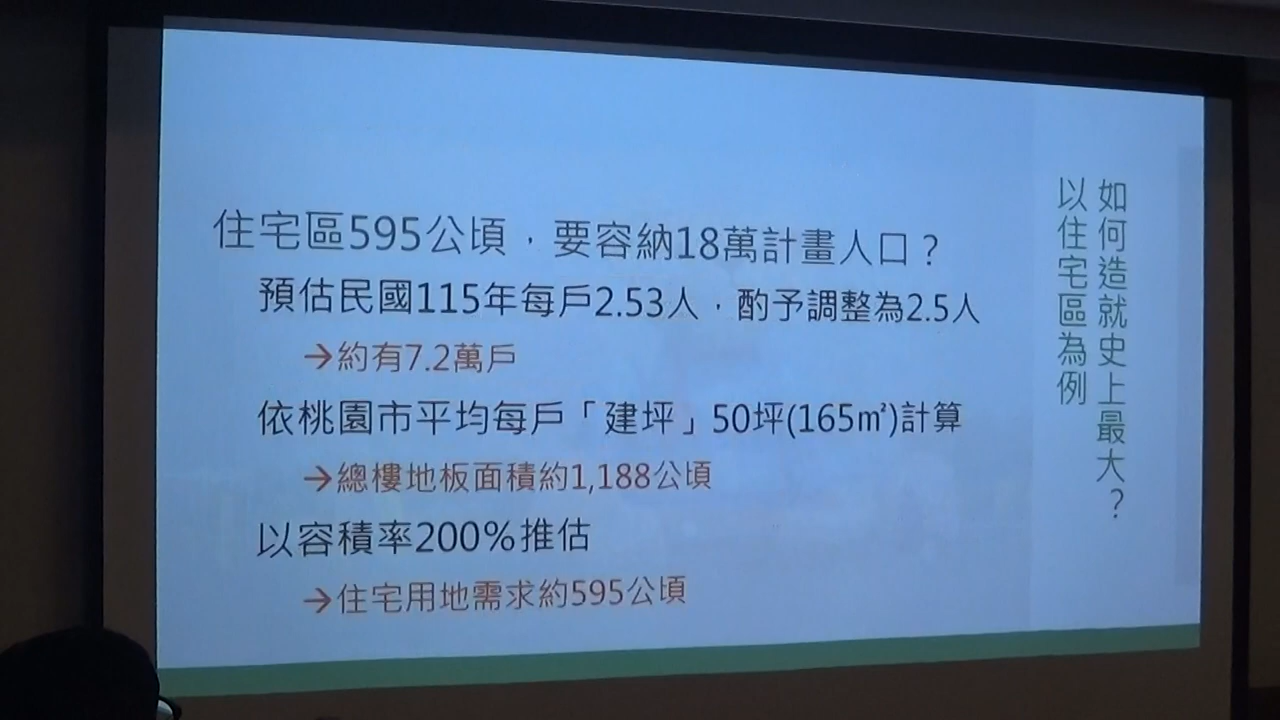 如何造就史上最大？
以住宅區為例
住宅區595公頃，要容納18萬計畫人口？
預估民國115年每戶2.53人，酌予調整為2.5人
→約有7.2萬戶
依桃園市平均每戶「建坪」50坪(165㎡)計算
→總樓地板面積約1,188公頃
以容積率200%推估
→住宅用地需求約595公頃